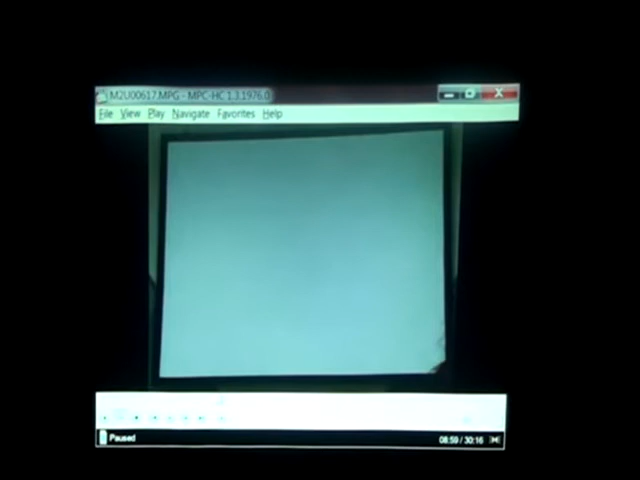 M2U00617.MPG - MPC-HC 1.3.1976.0
File View Play Navigate Favorites Help
Paused
08:59 / 30:16